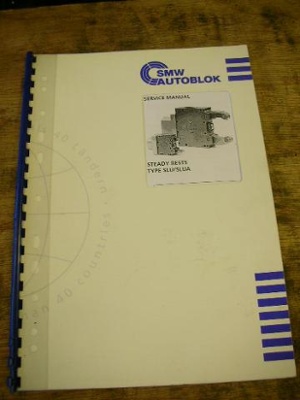 SMW
AUTOBLOK
SERVICE MANUAL
STEADY RESTS
TYPE SLU/SLUA